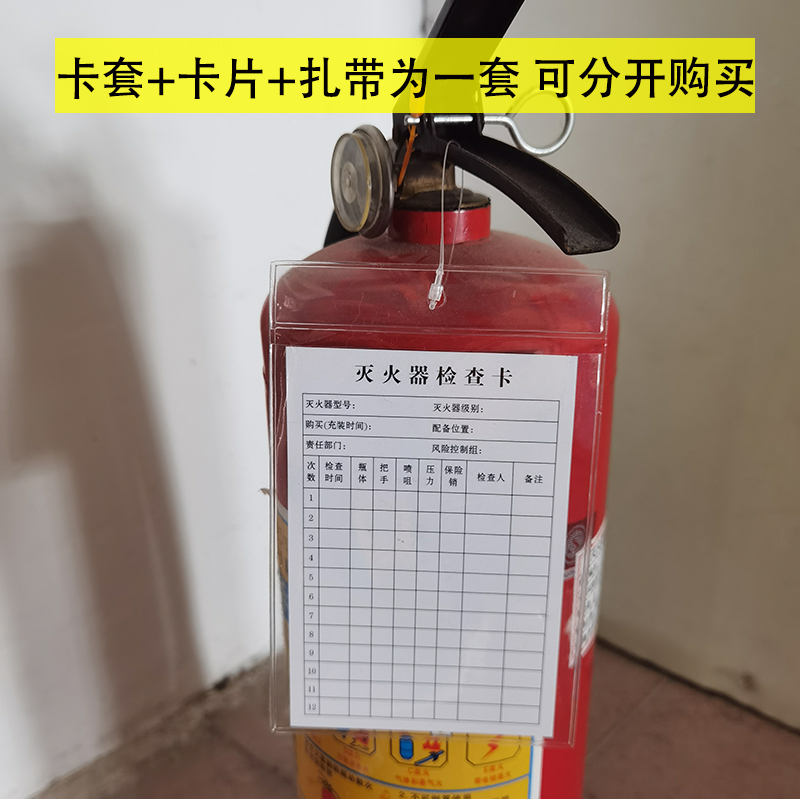 卡套+卡片+扎带为一套 可分开购买
灭火器检查卡
灭火器型号： 灭火器级别：
购买(充装时间)： 配备位置：
责任部门： 风险控制组：
次数 检查时间 瓶体 把手 喷咀 压力 保险销 检查人 备注
1
2
3
4
5
6
7
8
9
10
11
12